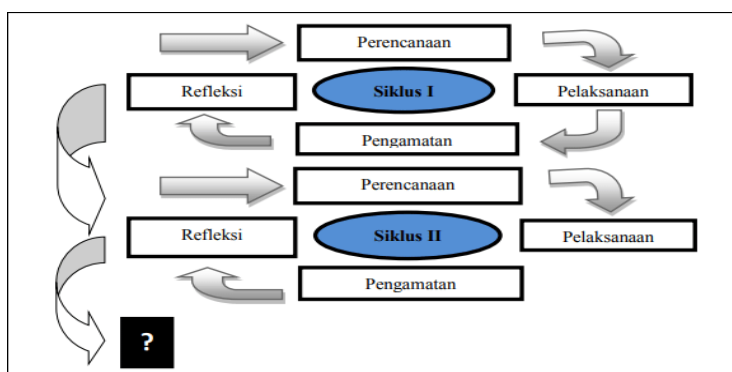 Perencanaan
Refleksi
Siklus I
Pelaksanaan
Pengamatan
Perencanaan
Refleksi
Siklus II
Pelaksanaan
Pengamatan
?